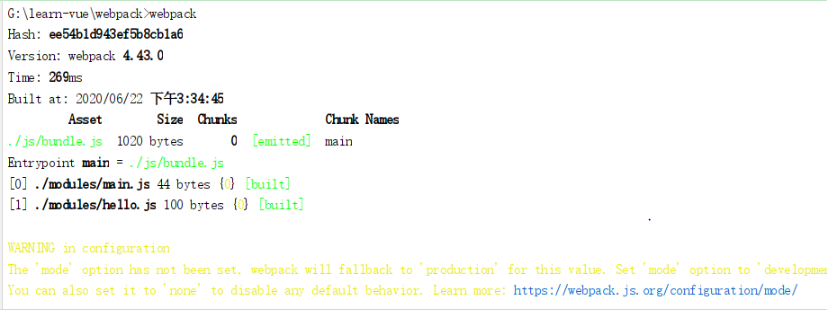 G:\learn-vue\webpack>webpack
Hash: ee54b1d943ef5b8cb1a6
Version: webpack 4.43.0
Time: 269ms
Built at: 2020/06/22 下午3:34:45
Asset Size Chunks Chunk Names
./js/bundle.js 1020 bytes 0 [emitted] main
Entrypoint main = ./js/bundle.js
[0] ./modules/main.js 44 bytes {0} [built]
[1] ./modules/hello.js 100 bytes {0} [built]
WARNING in configuration
The 'mode' option has not been set, webpack will fallback to 'production' for this value. Set 'mode' option to 'developme
You can also set it to 'none' to disable any default behavior. Learn more: https://webpack.js.org/configuration/mode/